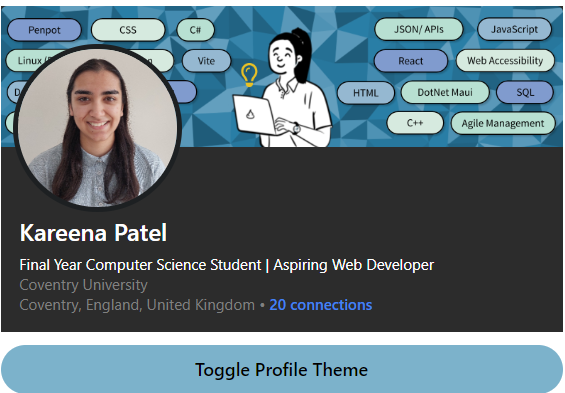 Penpot
CSS
C#
JSON/ APIs
JavaScript
Linux
Vite
React
Web Accessibility
HTML
DotNet Maui
SQL
C++
Agile Management
Kareena Patel
Final Year Computer Science Student | Aspiring Web Developer
Coventry University
Coventry, England, United Kingdom • 20 connections
Toggle Profile Theme